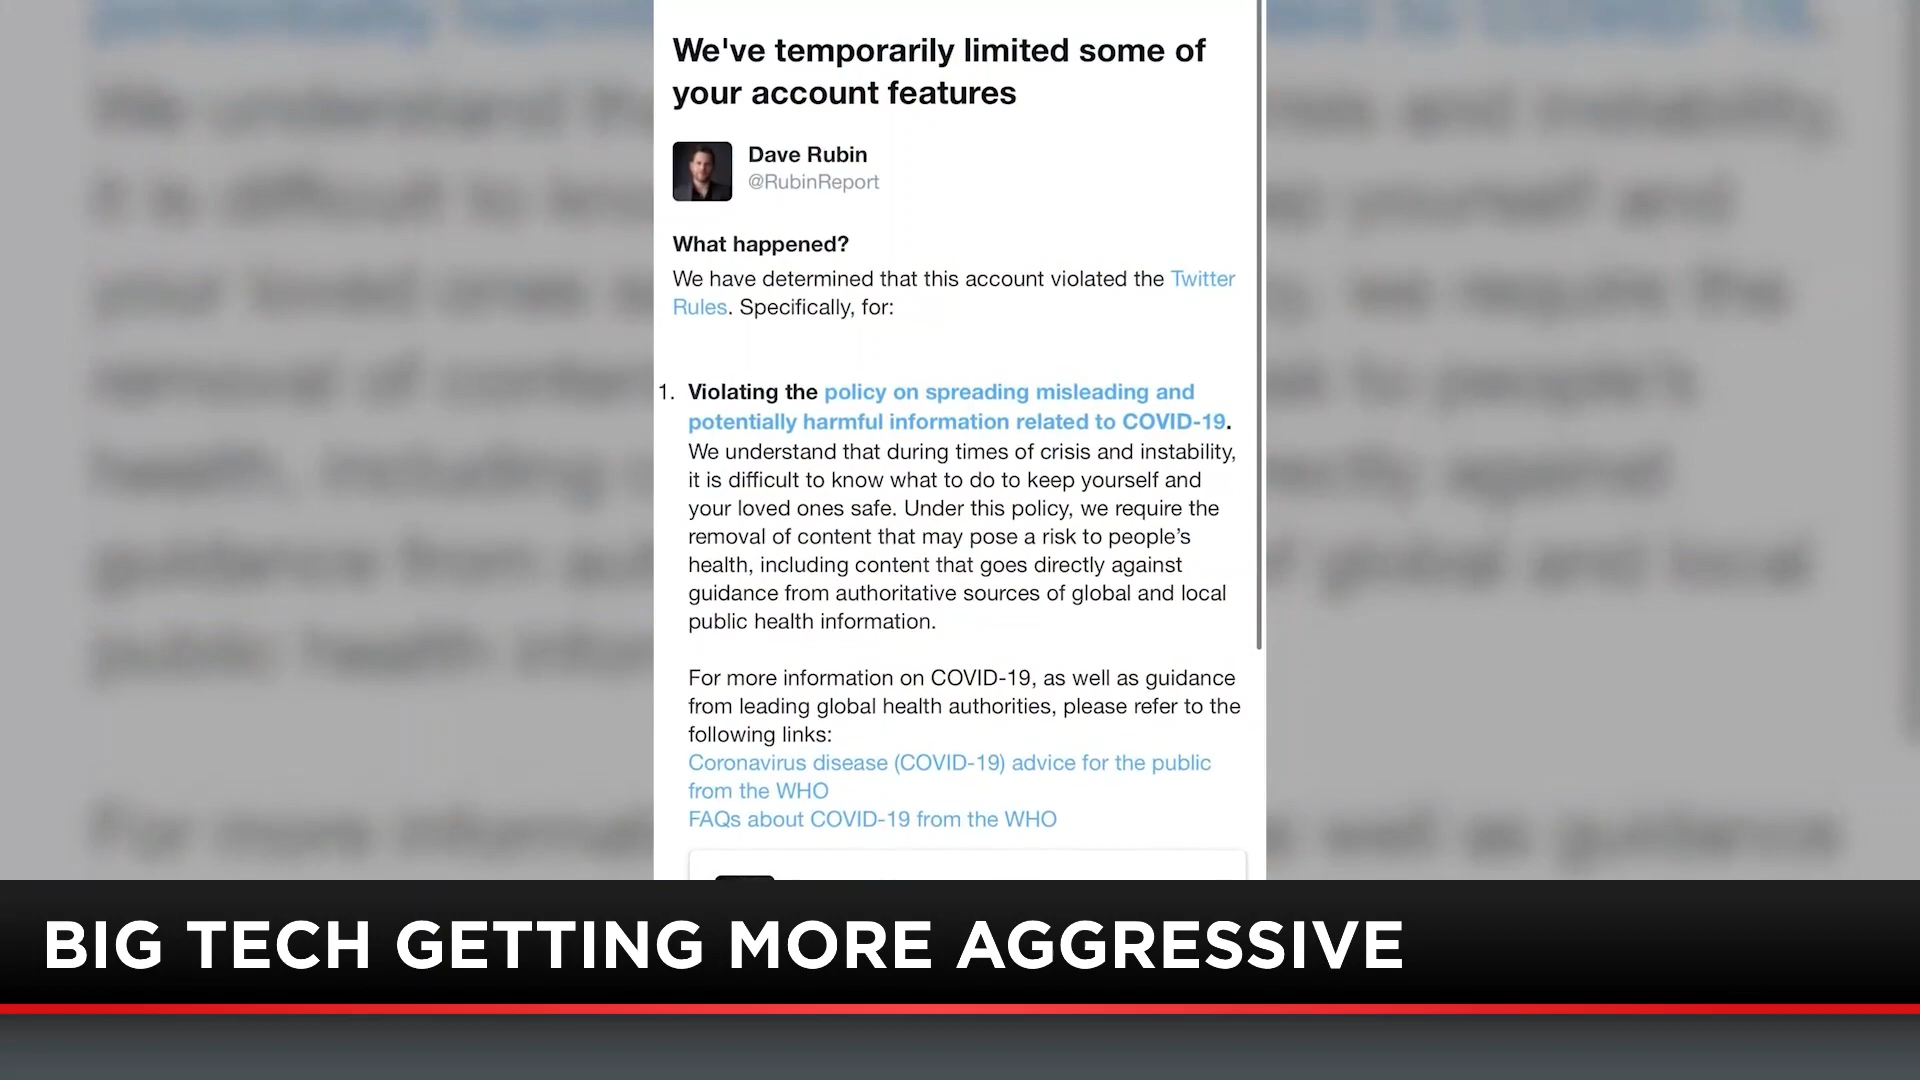 We've temporarily limited some of
your account features
Dave Rubin
@RubinReport
What happened?
We have determined that this account violated the Twitter
Rules. Specifically, for:
1. Violating the policy on spreading misleading and
potentially harmful information related to COVID-19.
We understand that during times of crisis and instability,
it is difficult to know what to do to keep yourself and
your loved ones safe. Under this policy, we require the
removal of content that may pose a risk to people’s
health, including content that goes directly against
guidance from authoritative sources of global and local
public health information.
For more information on COVID-19, as well as guidance
from leading global health authorities, please refer to the
following links:
Coronavirus disease (COVID-19) advice for the public
from the WHO
FAQs about COVID-19 from the WHO
BIG TECH GETTING MORE AGGRESSIVE